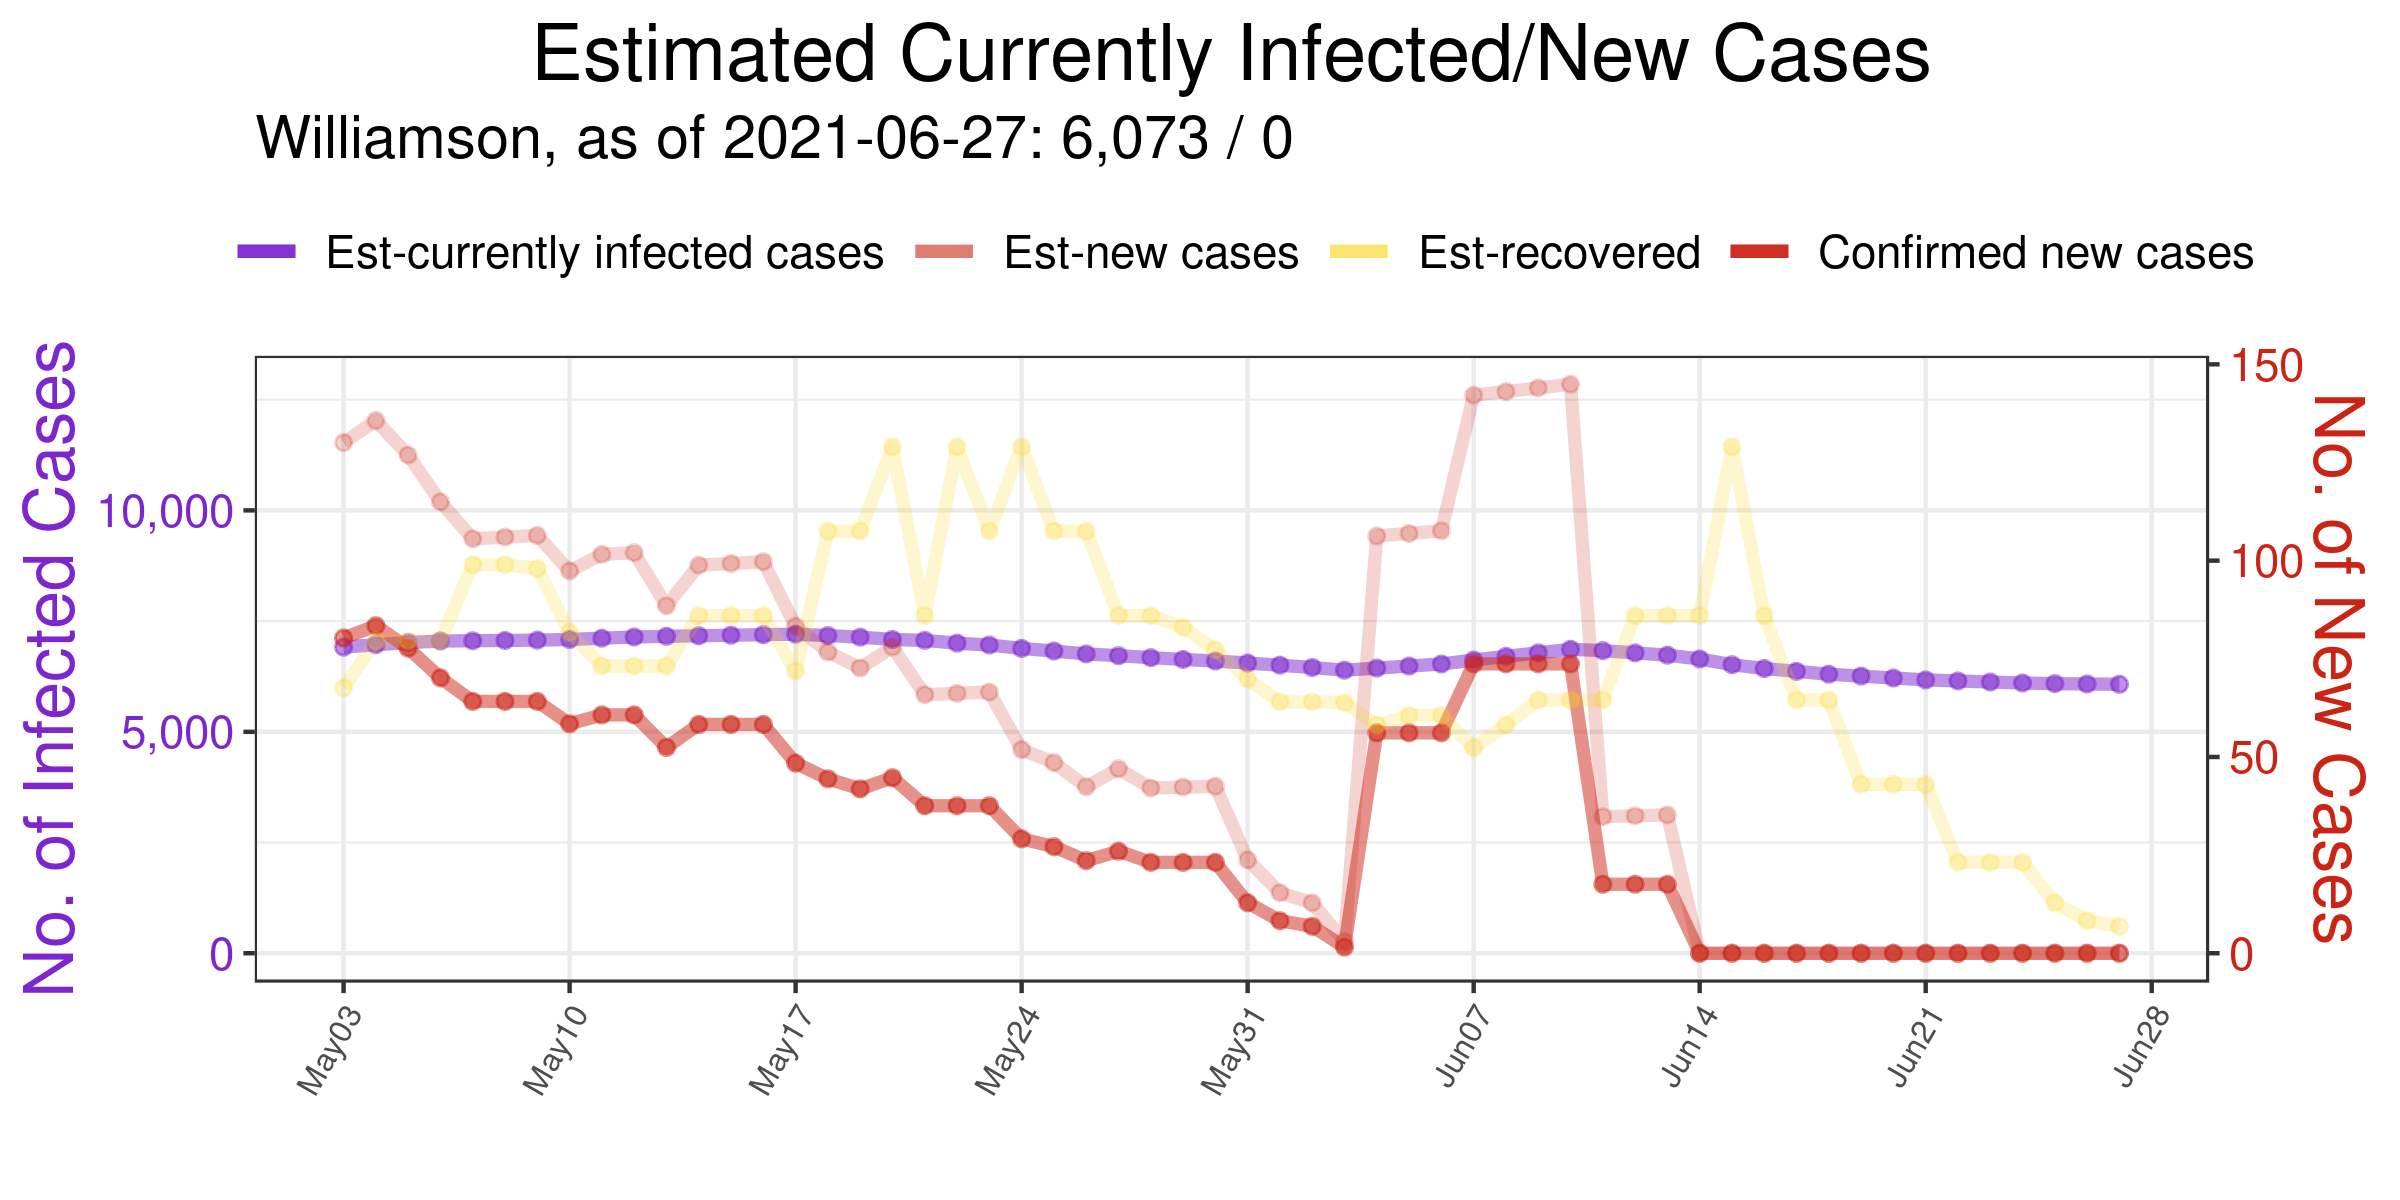 Estimated Currently Infected/New Cases
Williamson, as of 2021-06-27: 6,073 / 0
Est-currently infected cases Est-new cases Est-recovered Confirmed new cases
No. of Infected Cases
10,000
5,000
0
150
100
50
0
No. of New Cases
May03 May10 May17 May24 May31 Jun07 Jun14 Jun21 Jun28